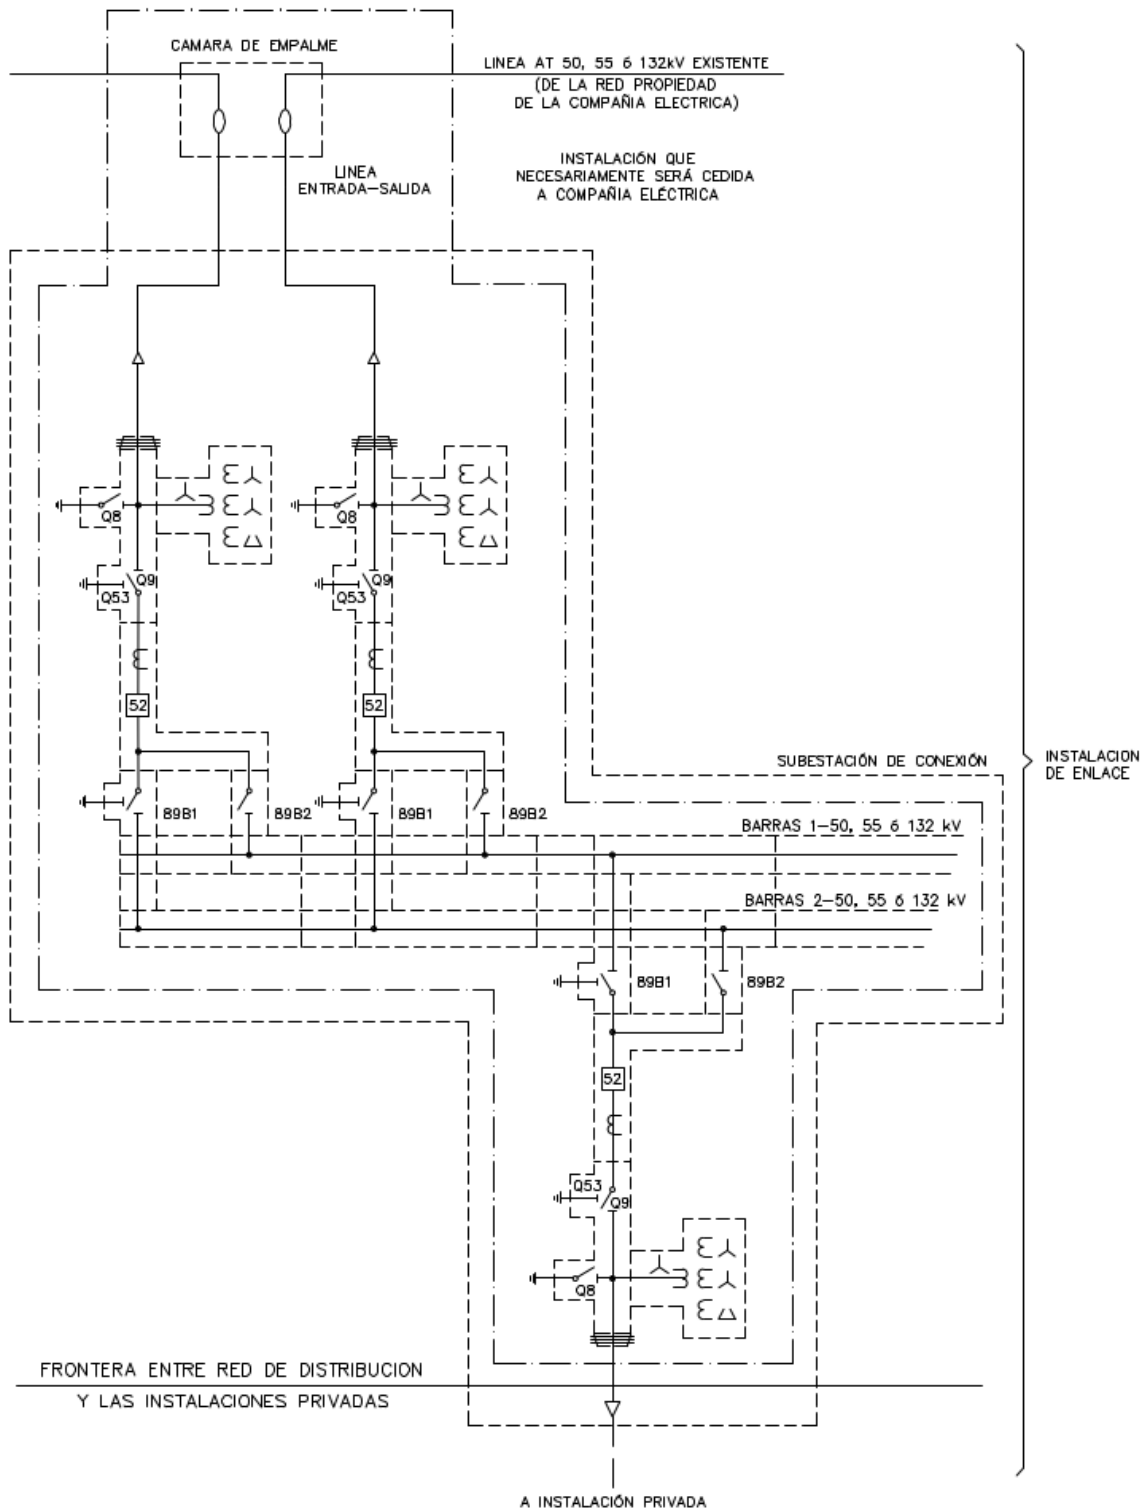 CAMARA DE EMPALME
LINEA AT 50, 55 6 132kV EXISTENTE
(DE LA RED PROPIEDAD
DE LA COMPAÑIA ELECTRICA)
INSTALACIÓN QUE
NECESARIAMENTE SERÁ CEDIDA
A COMPAÑIA ELÉCTRICA
LINEA
ENTRADA-SALIDA
Q8
Q8
Q9
Q53
Q9
Q53
52
52
SUBESTACIÓN DE CONEXIÓN
INSTALACION
DE ENLACE
89B1
89B2
89B1
89B2
BARRAS 1-50, 55 6 132 kV
BARRAS 2-50, 55 6 132 kV
89B1
89B2
52
Q53
Q9
Q8
FRONTERA ENTRE RED DE DISTRIBUCION
Y LAS INSTALACIONES PRIVADAS
A INSTALACIÓN PRIVADA